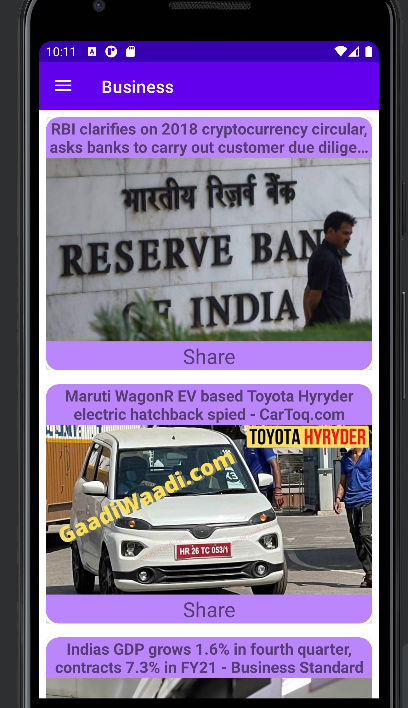 10:11
Business
RBI clarifies on 2018 cryptocurrency circular,
asks banks to carry out customer due dilige...
भारतीय रिज़र्व बैंक
RESERVE BAN
OF INDIA
Share
Maruti WagonR EV based Toyota Hyryder
electric hatchback spied - CarToq.com
TOYOTA HYRYDER
GaadiWaadi.com
HR 26 TC 053/1
Share
Indias GDP grows 1.6% in fourth quarter,
contracts 7.3% in FY21 - Business Standard